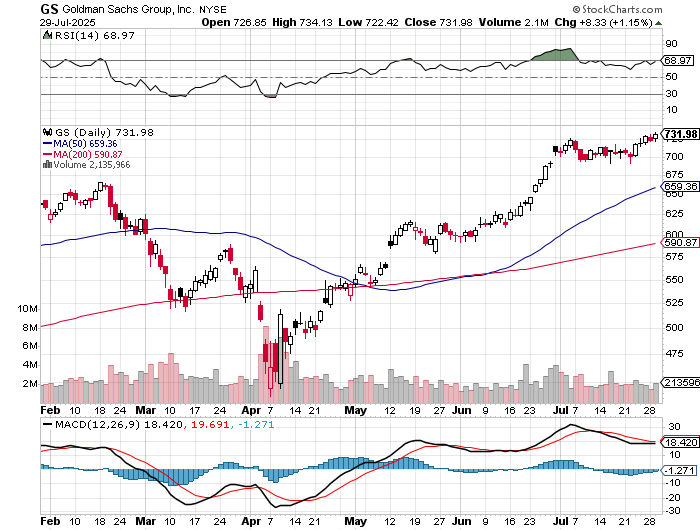 GS Goldman Sachs Group, Inc. NYSE © StockCharts.com
29-Jul-2025 Open 726.85 High 734.13 Low 722.42 Close 731.98 Volume 2.1M Chg +8.33 (+1.15%)
RSI(14) 68.97
90
68.97
50
30
10
GS (Daily) 731.98
MA(50) 659.36
MA(200) 590.87
Volume 2,135,966
731.98
700
675
659.36
625
600
590.87
575
550
525
500
475
10M
8M
6M
4M
2M
213596
Feb 10 18 24 Mar 10 17 24 Apr 7 14 21 May 12 19 27 Jun 9 16 23 Jul 7 14 21 28
MACD(12,26,9) 18.420, 19.691, -1.271
30
18.420
10
-1.271
-10
-20
-30
Feb 10 18 24 Mar 10 17 24 Apr 7 14 21 May 12 19 27 Jun 9 16 23 Jul 7 14 21 28